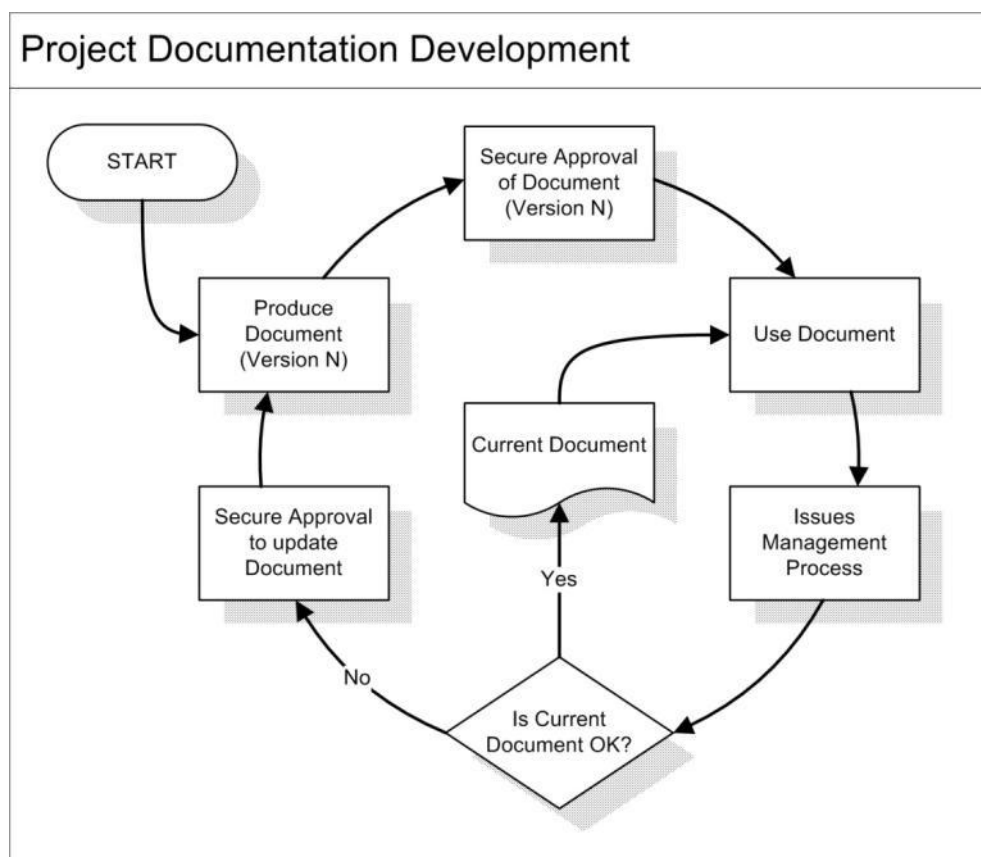 Project Documentation Development
START
Secure Approval
of Document
(Version N)
Produce
Document
(Version N)
Use Document
Current Document
Secure Approval
to update
Document
Issues
Management
Process
Yes
No
Is Current
Document OK?